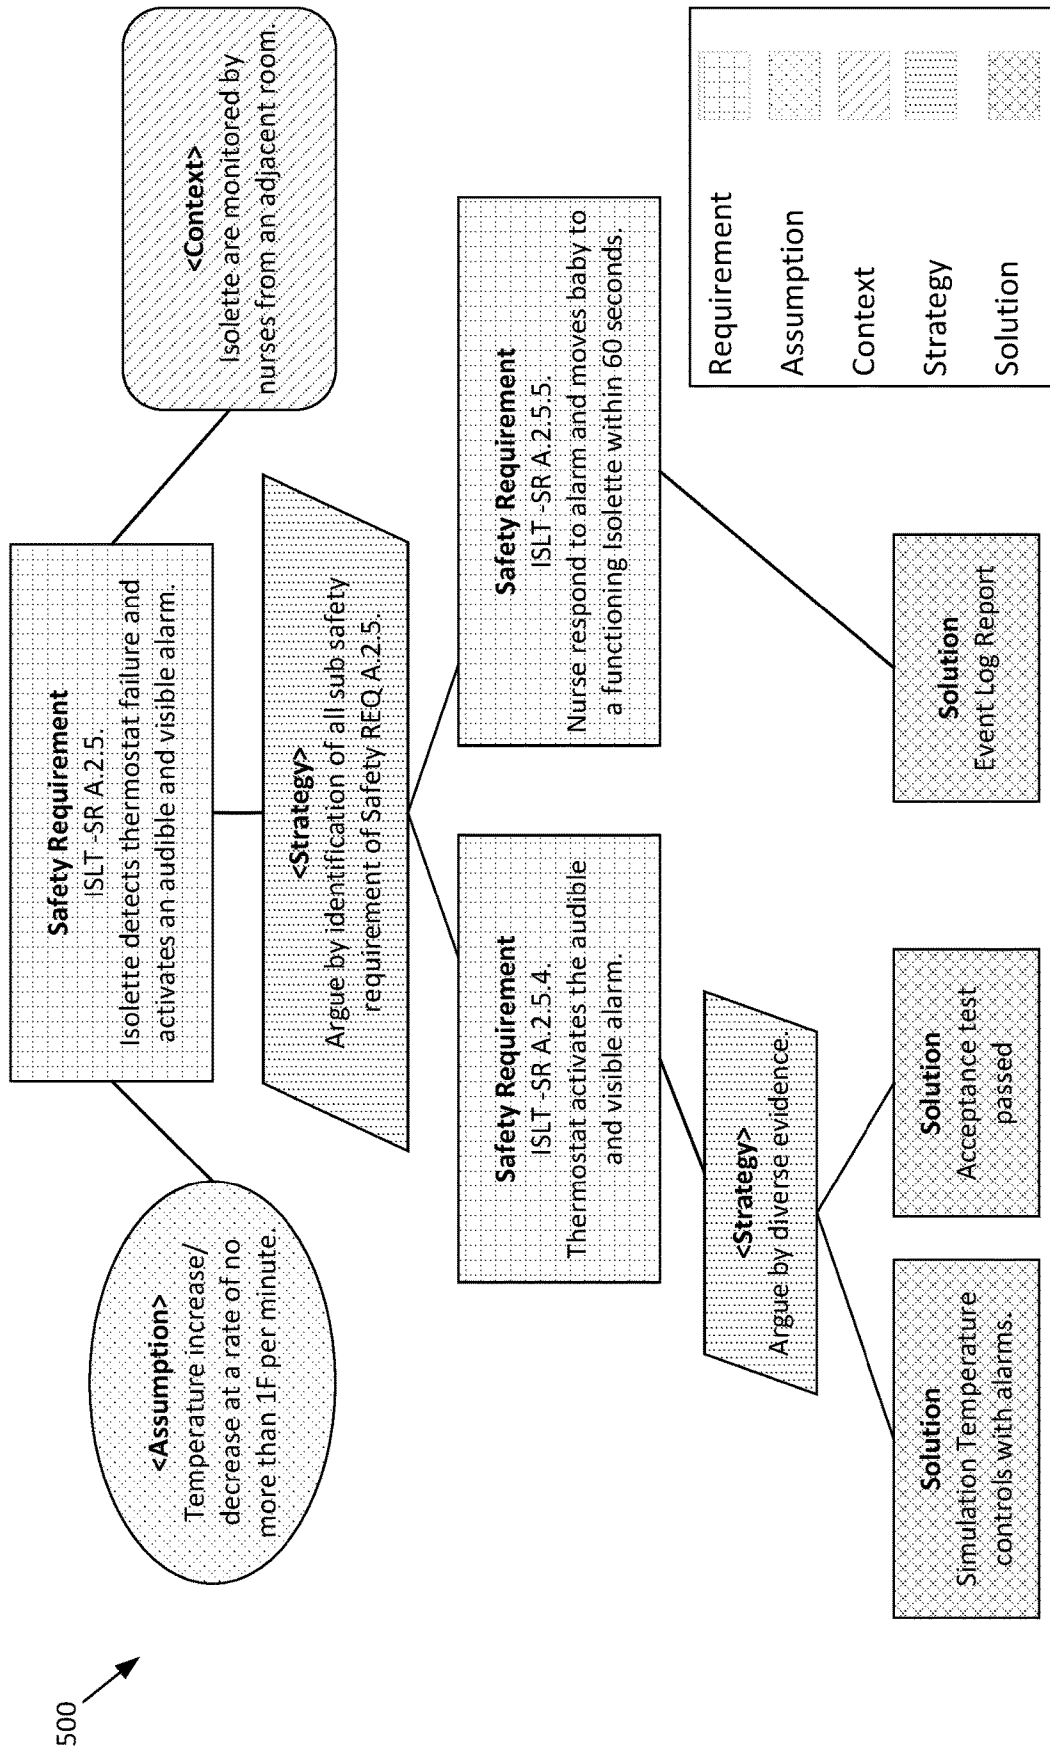 500
Safety Requirement
ISLT -SR A.2.5.
Isolette detects thermostat failure and
activates an audible and visible alarm.
<Assumption>
Temperature increase/
decrease at a rate of no
more than 1F per minute.
<Context>
Isolette are monitored by
nurses from an adjacent room.
<Strategy>
Argue by identification of all sub safety
requirement of Safety REQ A.2.5.
Safety Requirement
ISLT -SR A.2.5.4.
Thermostat activates the audible
and visible alarm.
Safety Requirement
ISLT -SR A.2.5.5.
Nurse respond to alarm and moves baby to
a functioning Isolette within 60 seconds.
<Strategy>
Argue by diverse evidence.
Solution
Simulation Temperature
controls with alarms.
Solution
Acceptance test
passed
Solution
Event Log Report
Requirement
Assumption
Context
Strategy
Solution